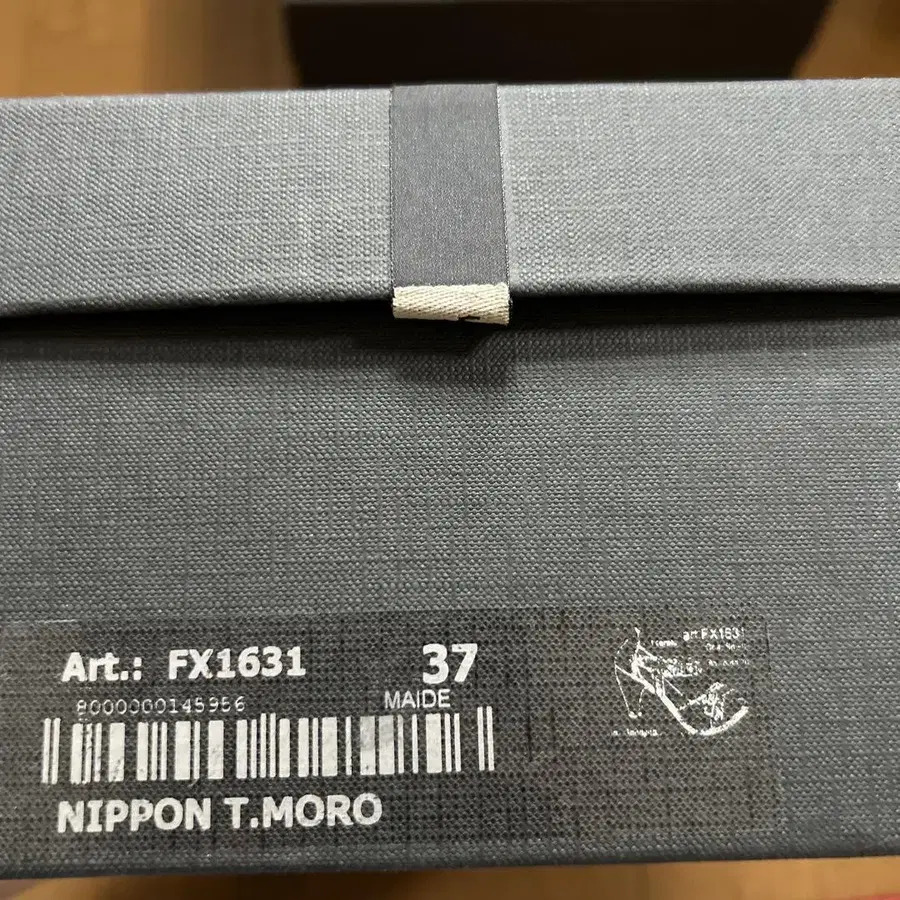 Art.: FX1631
37
8000000145956
MAIDE
NIPPON T.MORO
art.FX1631